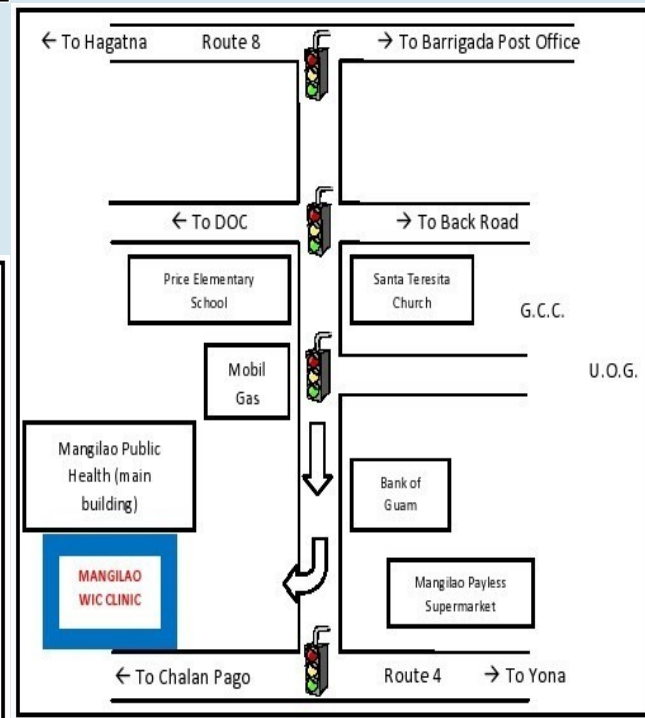 ← To Hagatna Route 8 → To Barrigada Post Office
← To DOC → To Back Road
Price Elementary
School
Santa Teresita
Church
G.C.C.
U.O.G.
Mobil
Gas
Mangilao Public
Health (main
building)
Bank of
Guam
MANGILAO
WIC CLINIC
Mangilao Payless
Supermarket
← To Chalan Pago Route 4 → To Yona